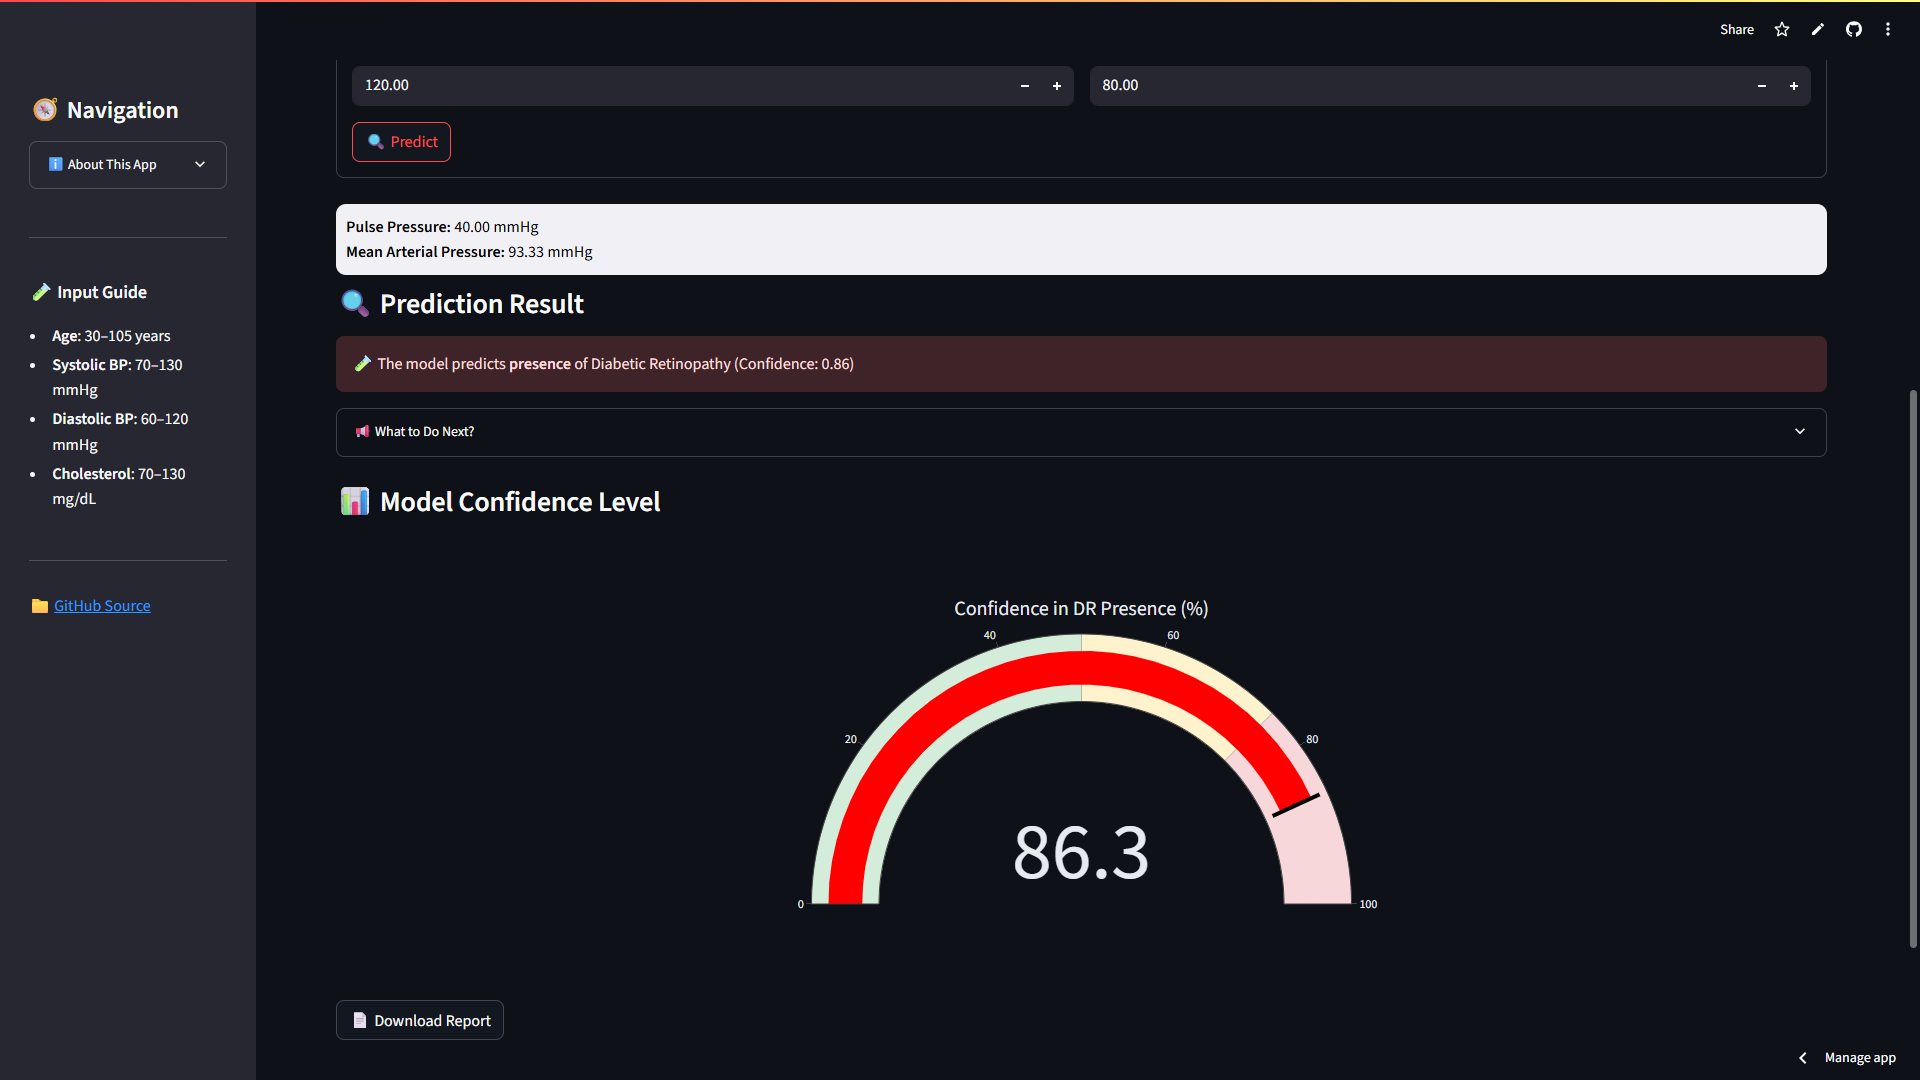 Share
Navigation
About This App
Input Guide
Age: 30–105 years
Systolic BP: 70–130
mmHg
Diastolic BP: 60–120
mmHg
Cholesterol: 70–130
mg/dL
GitHub Source
120.00
80.00
Predict
Pulse Pressure: 40.00 mmHg
Mean Arterial Pressure: 93.33 mmHg
Prediction Result
The model predicts presence of Diabetic Retinopathy (Confidence: 0.86)
What to Do Next?
Model Confidence Level
Confidence in DR Presence (%)
0
20
40
60
80
100
86.3
Download Report
Manage app